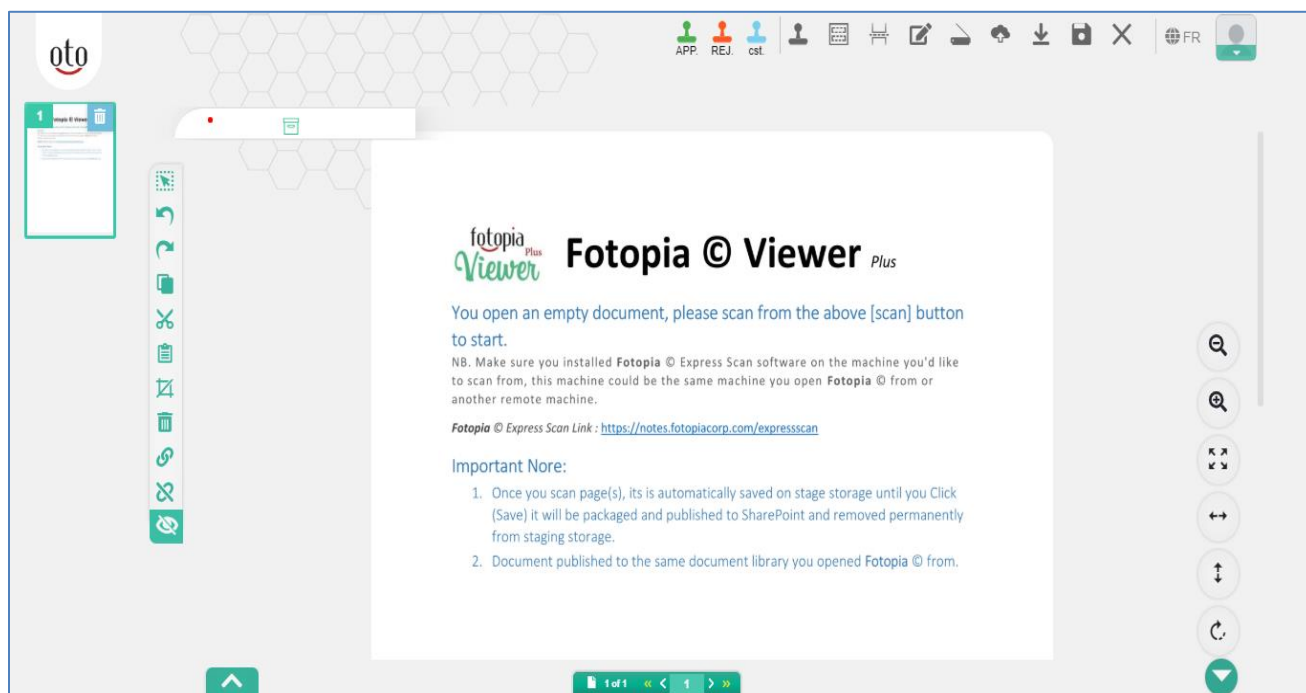 oto
APP. REJ. cst.
FR
1
fotopia
Plus
Viewer
Fotopia © Viewer Plus
You open an empty document, please scan from the above [scan] button
to start.
NB. Make sure you installed Fotopia © Express Scan software on the machine you'd like
to scan from, this machine could be the same machine you open Fotopia © from or
another remote machine.
Fotopia © Express Scan Link : https://notes.fotopiacorp.com/expressscan
Important Nore:
1. Once you scan page(s), its is automatically saved on stage storage until you Click
(Save) it will be packaged and published to SharePoint and removed permanently
from staging storage.
2. Document published to the same document library you opened Fotopia © from.
1 of 1 « < 1 > »